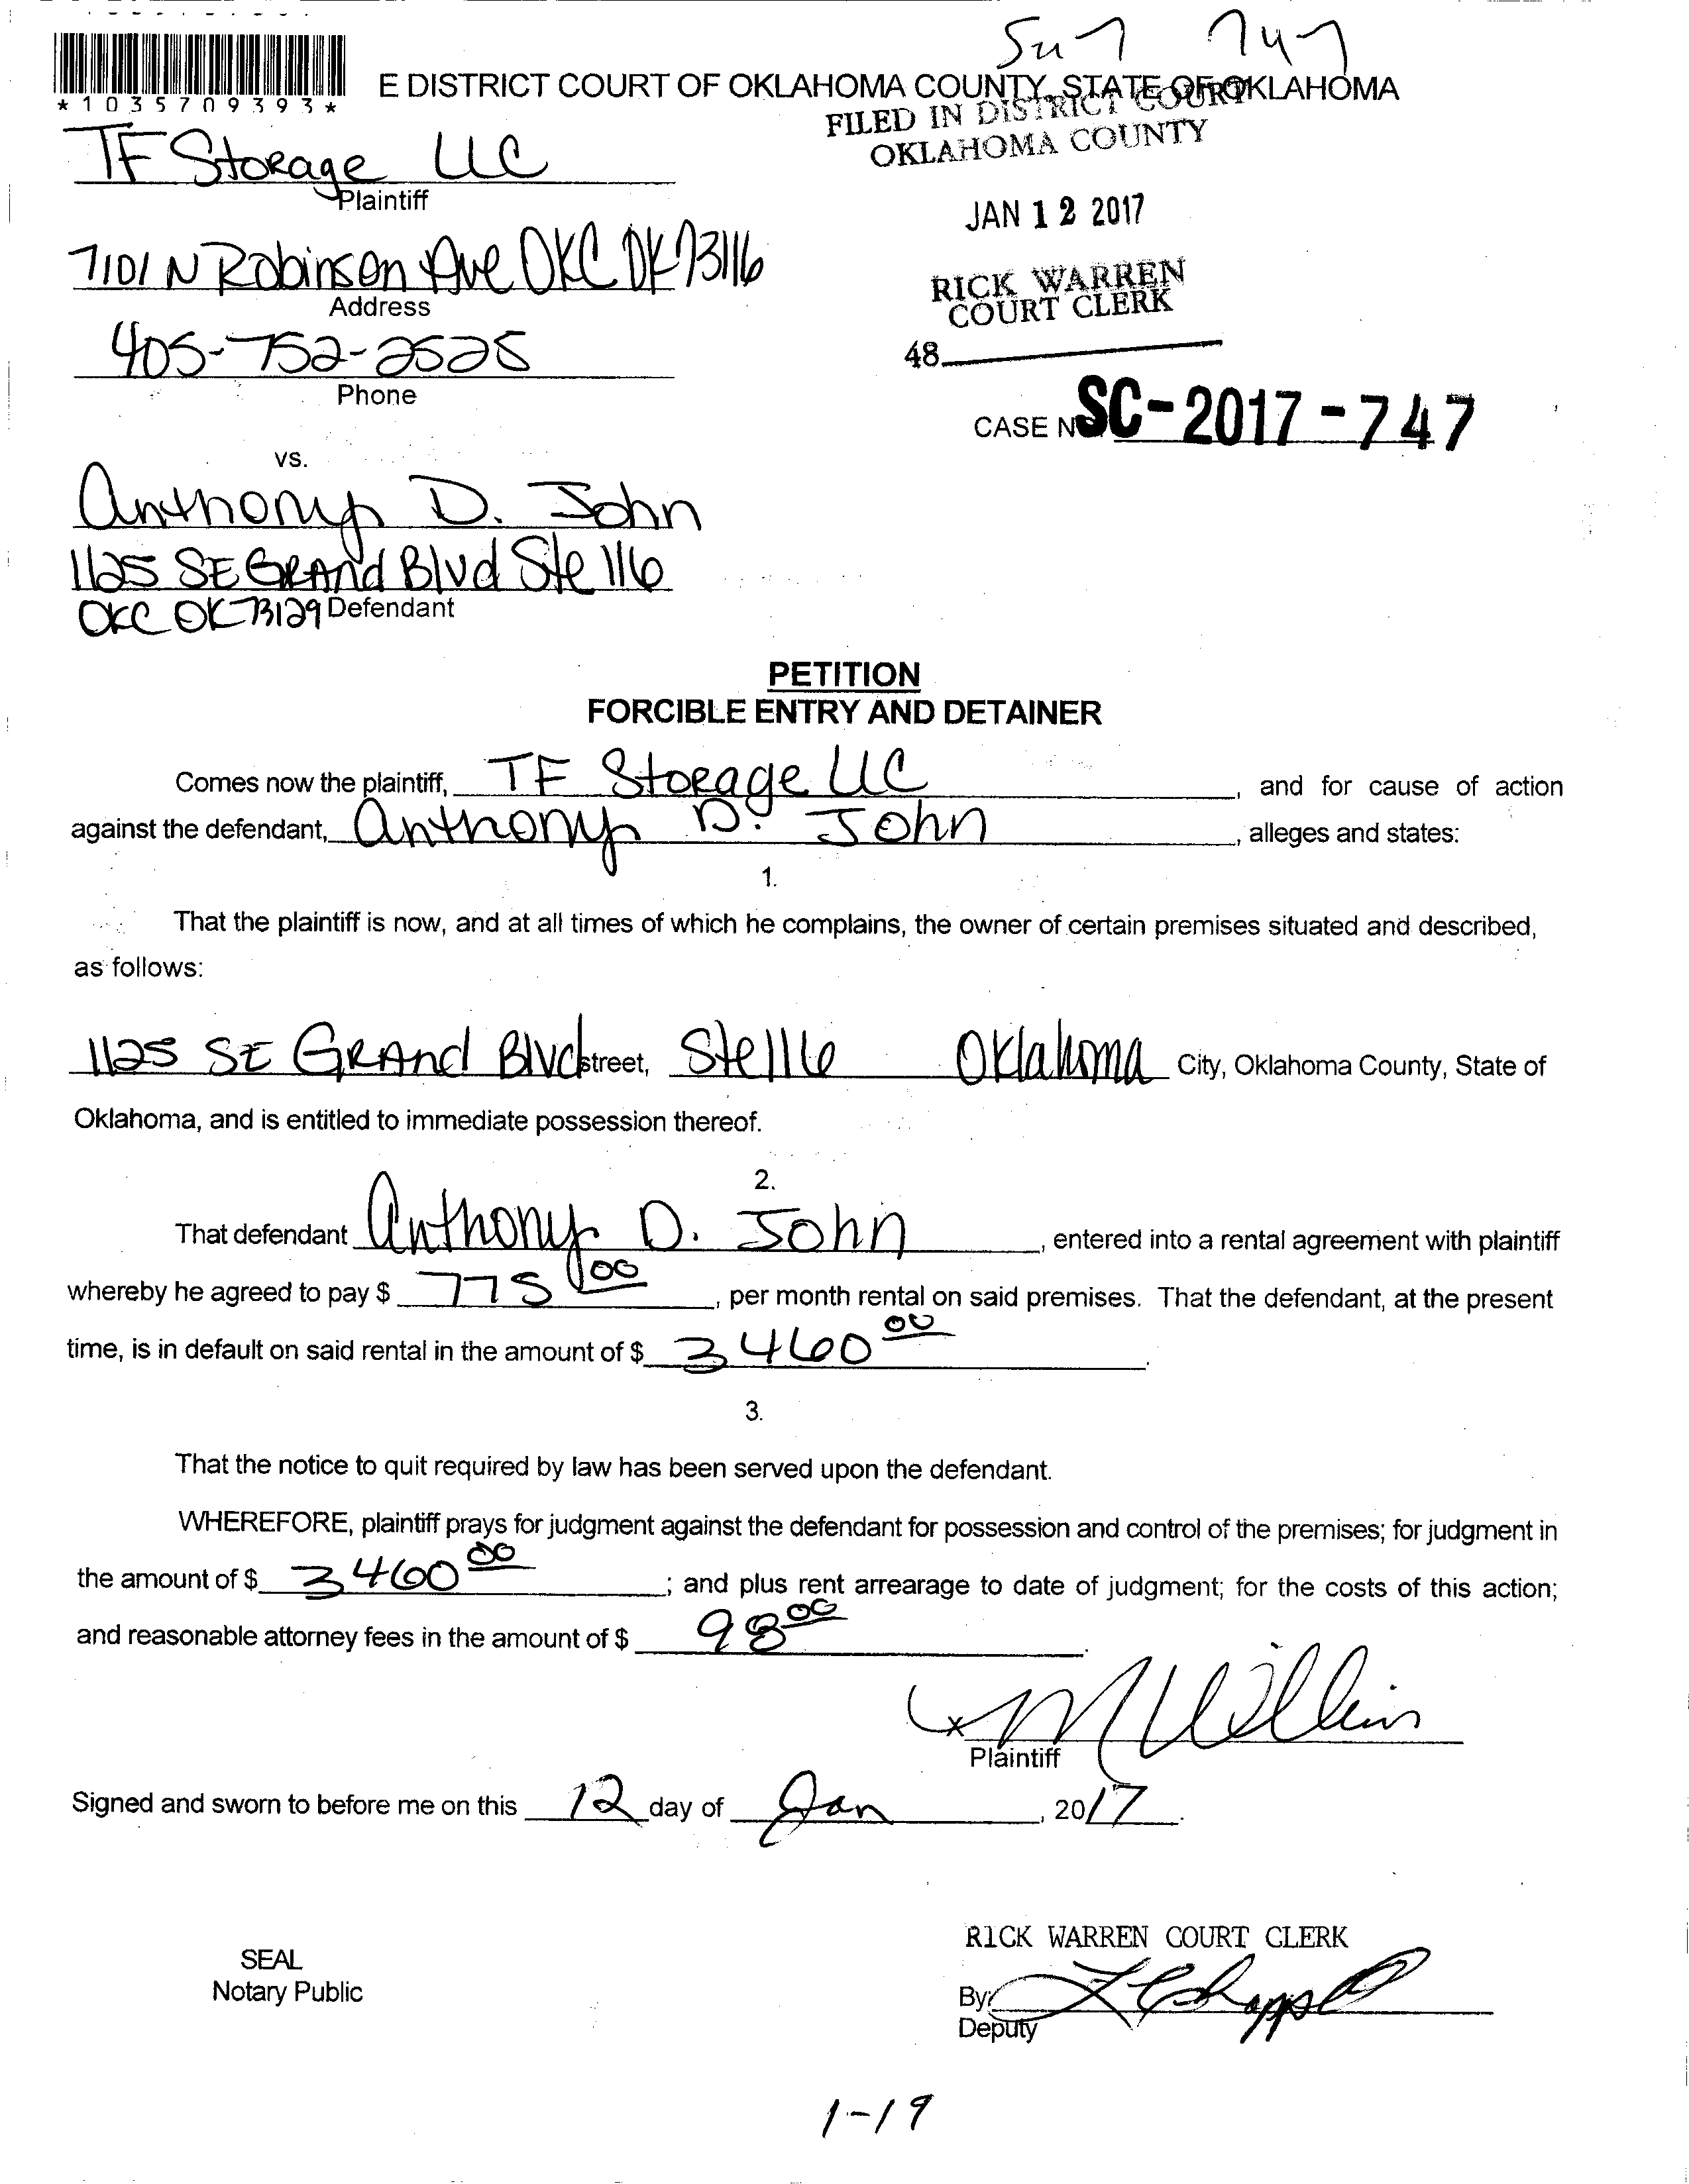 747
*1035709393*
E DISTRICT COURT OF OKLAHOMA COUNTY, STATE OF OKLAHOMA
FILED IN DISTRICT COURT
OKLAHOMA COUNTY
TF Storage LLC
Plaintiff
JAN 12 2017
7101 N Robinson Ave OKC OK 73116
Address
RICK WARREN
COURT CLERK
405-752-2525
Phone
48
CASE N SC-2017-747
vs.
Anthony D. John
1125 SE Grand Blvd Ste 116
OKC OK 73129 Defendant
PETITION
FORCIBLE ENTRY AND DETAINER
Comes now the plaintiff, TF Storage LLC, and for cause of action
against the defendant, Anthony D. John, alleges and states:
1.
That the plaintiff is now, and at all times of which he complains, the owner of certain premises situated and described,
as follows:
1125 SE Grand Blvd street, Ste 116 Oklahoma City, Oklahoma County, State of
Oklahoma, and is entitled to immediate possession thereof.
2.
That defendant Anthony D. John, entered into a rental agreement with plaintiff
whereby he agreed to pay $ 775 00, per month rental on said premises. That the defendant, at the present
time, is in default on said rental in the amount of $ 3460 00.
3.
That the notice to quit required by law has been served upon the defendant.
WHEREFORE, plaintiff prays for judgment against the defendant for possession and control of the premises; for judgment in
the amount of $ 3460 00; and plus rent arrearage to date of judgment; for the costs of this action;
and reasonable attorney fees in the amount of $ 98 00.
x
Plaintiff
Signed and sworn to before me on this 12 day of Jan, 2017.
RICK WARREN COURT CLERK
SEAL
Notary Public
By:
Deputy
1-19